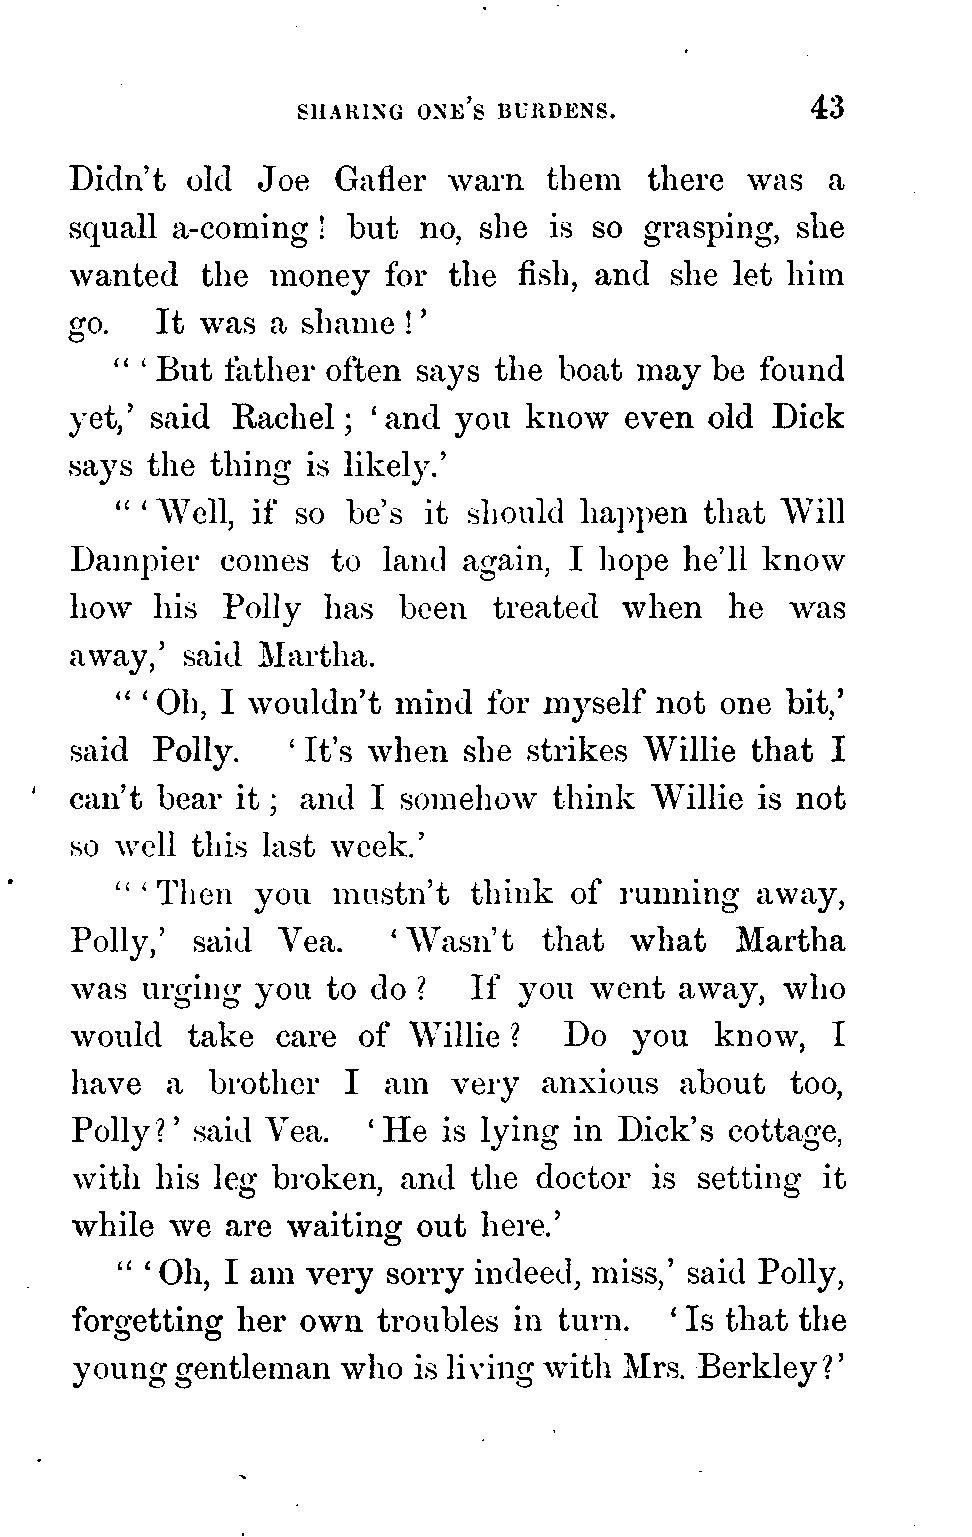 SHARING ONE'S BURDENS. 43
Didn't old Joe Gafler warn them there was a
squall a-coming! but no, she is so grasping, she
wanted the money for the fish, and she let him
go. It was a shame!'
" 'But father often says the boat may be found
yet,' said Rachel; 'and you know even old Dick
says the thing is likely.'
" 'Well, if so be's it should happen that Will
Dampier comes to land again, I hope he'll know
how his Polly has been treated when he was
away,' said Martha.
" 'Oh, I wouldn't mind for myself not one bit,'
said Polly. 'It's when she strikes Willie that I
can't bear it; and I somehow think Willie is not
so well this last week.'
" 'Then you mustn't think of running away,
Polly,' said Vea. 'Wasn't that what Martha
was urging you to do? If you went away, who
would take care of Willie? Do you know, I
have a brother I am very anxious about too,
Polly?' said Vea. 'He is lying in Dick's cottage,
with his leg broken, and the doctor is setting it
while we are waiting out here.'
" 'Oh, I am very sorry indeed, miss,' said Polly,
forgetting her own troubles in turn. 'Is that the
young gentleman who is living with Mrs. Berkley?'